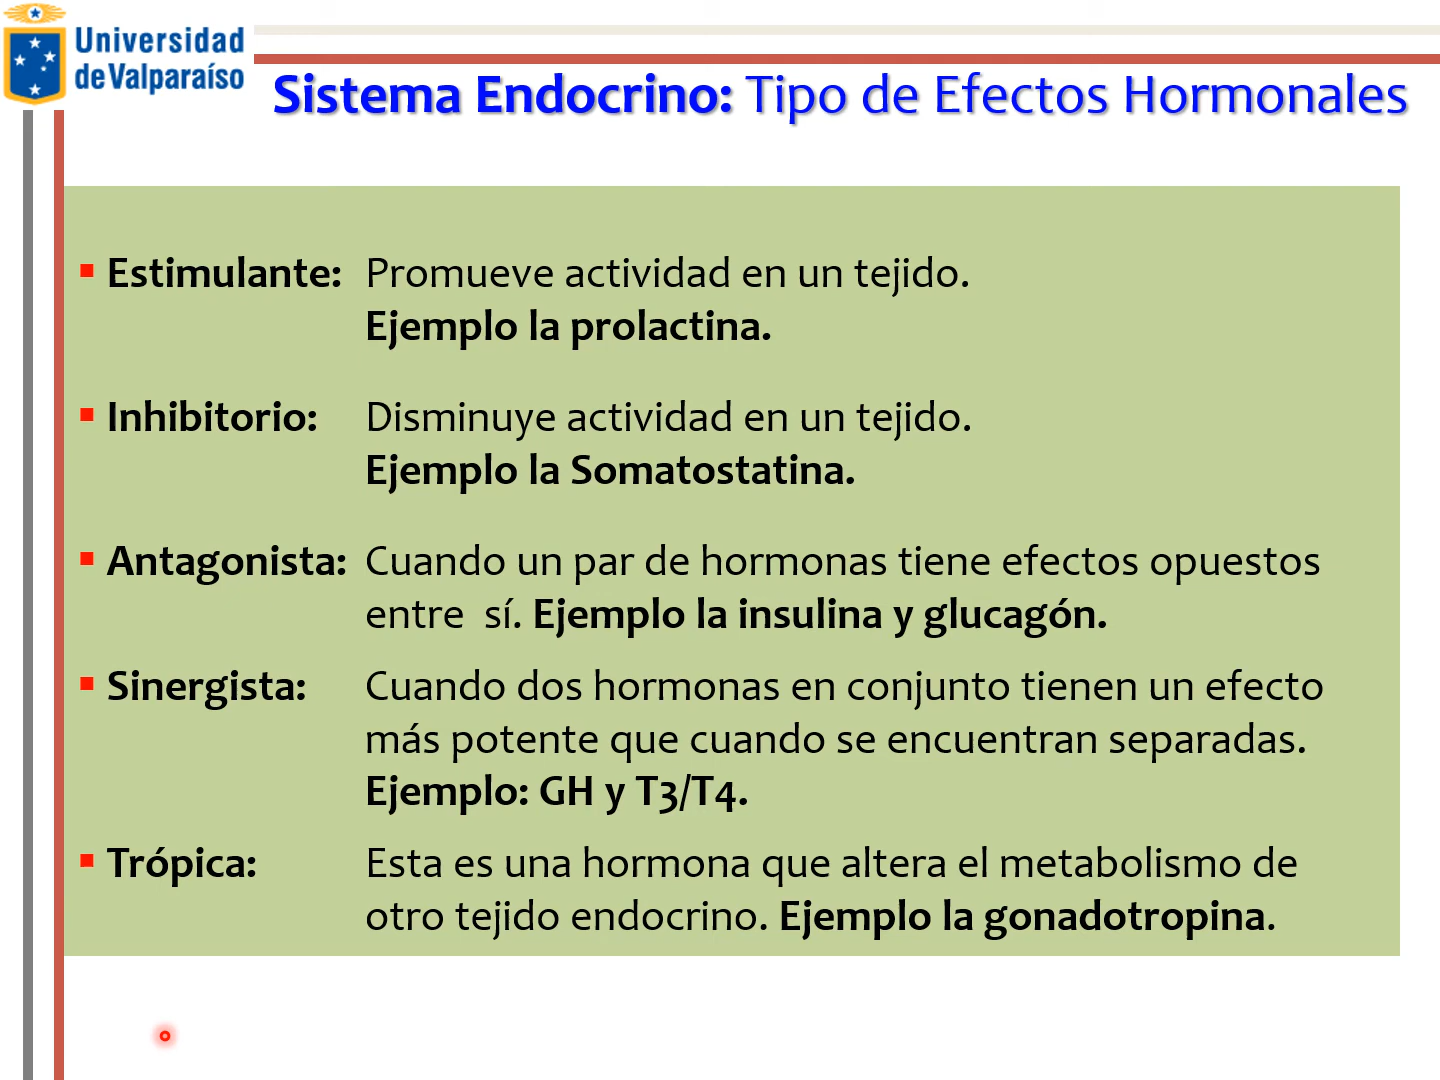 Universidad
de Valparaíso
Sistema Endocrino: Tipo de Efectos Hormonales
▪ Estimulante: Promueve actividad en un tejido.
Ejemplo la prolactina.
▪ Inhibitorio: Disminuye actividad en un tejido.
Ejemplo la Somatostatina.
▪ Antagonista: Cuando un par de hormonas tiene efectos opuestos
entre sí. Ejemplo la insulina y glucagón.
▪ Sinergista: Cuando dos hormonas en conjunto tienen un efecto
más potente que cuando se encuentran separadas.
Ejemplo: GH y T3/T4.
▪ Trópica: Esta es una hormona que altera el metabolismo de
otro tejido endocrino. Ejemplo la gonadotropina.